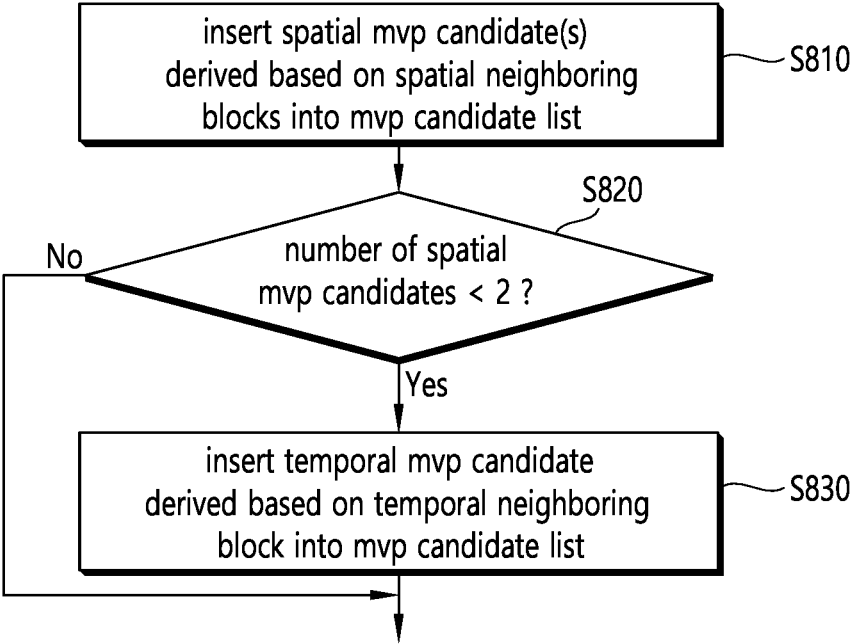 insert spatial mvp candidate(s)
derived based on spatial neighboring
blocks into mvp candidate list
S810
S820
number of spatial
mvp candidates < 2 ?
No
Yes
insert temporal mvp candidate
derived based on temporal neighboring
block into mvp candidate list
S830